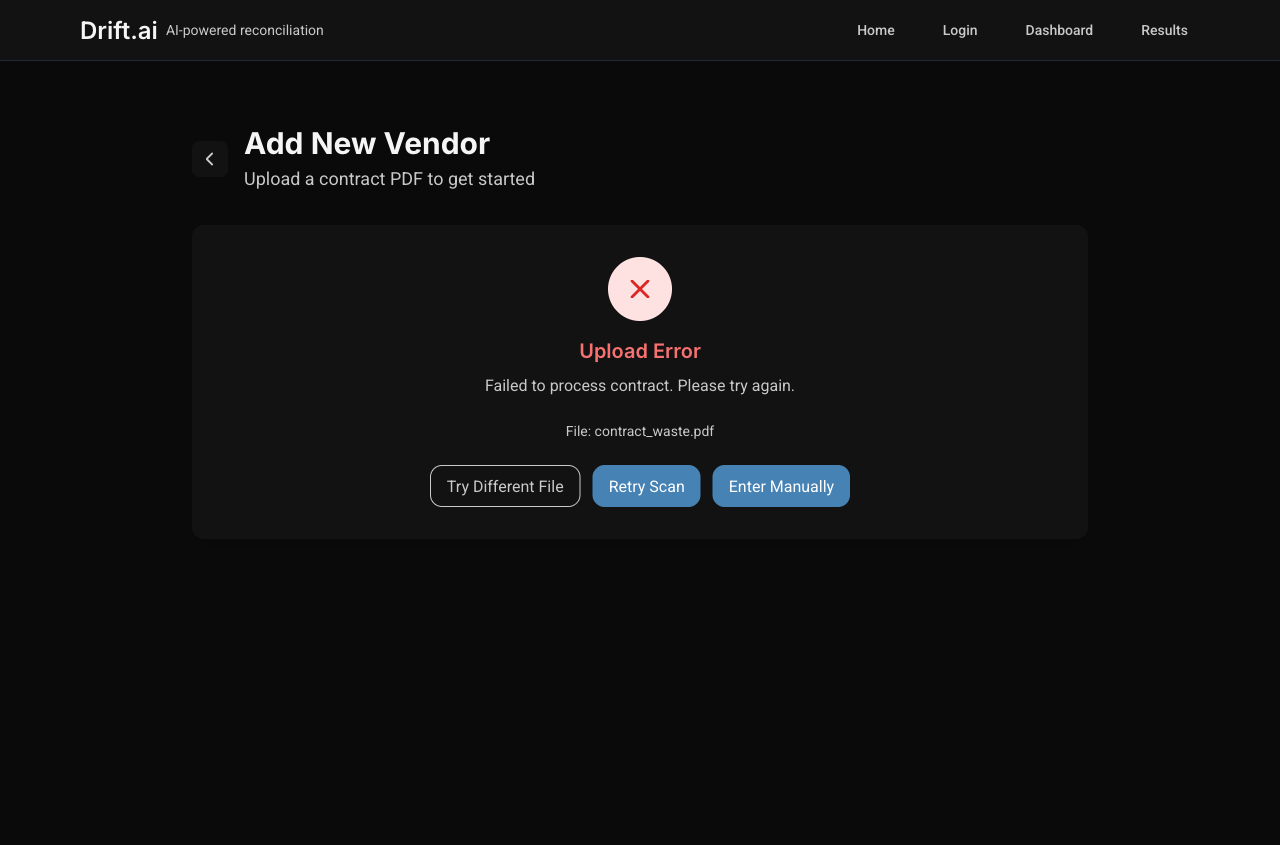 Drift.ai AI-powered reconciliation Home Login Dashboard Results
Add New Vendor
Upload a contract PDF to get started
Upload Error
Failed to process contract. Please try again.
File: contract_waste.pdf
Try Different File Retry Scan Enter Manually